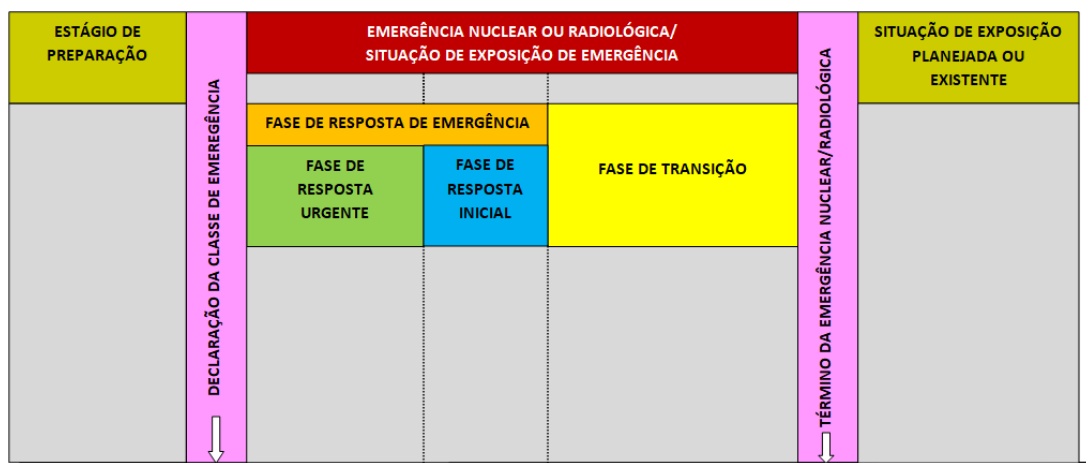 ESTÁGIO DE
PREPARAÇÃO
DECLARAÇÃO DA CLASSE DE EMEREGÊNCIA
EMERGÊNCIA NUCLEAR OU RADIOLÓGICA/
SITUAÇÃO DE EXPOSIÇÃO DE EMERGÊNCIA
FASE DE RESPOSTA DE EMERGÊNCIA
FASE DE
RESPOSTA
URGENTE
FASE DE
RESPOSTA
INICIAL
FASE DE TRANSIÇÃO
TÉRMINO DA EMERGÊNCIA NUCLEAR/RADIOLÓGICA
SITUAÇÃO DE EXPOSIÇÃO
PLANEJADA OU
EXISTENTE